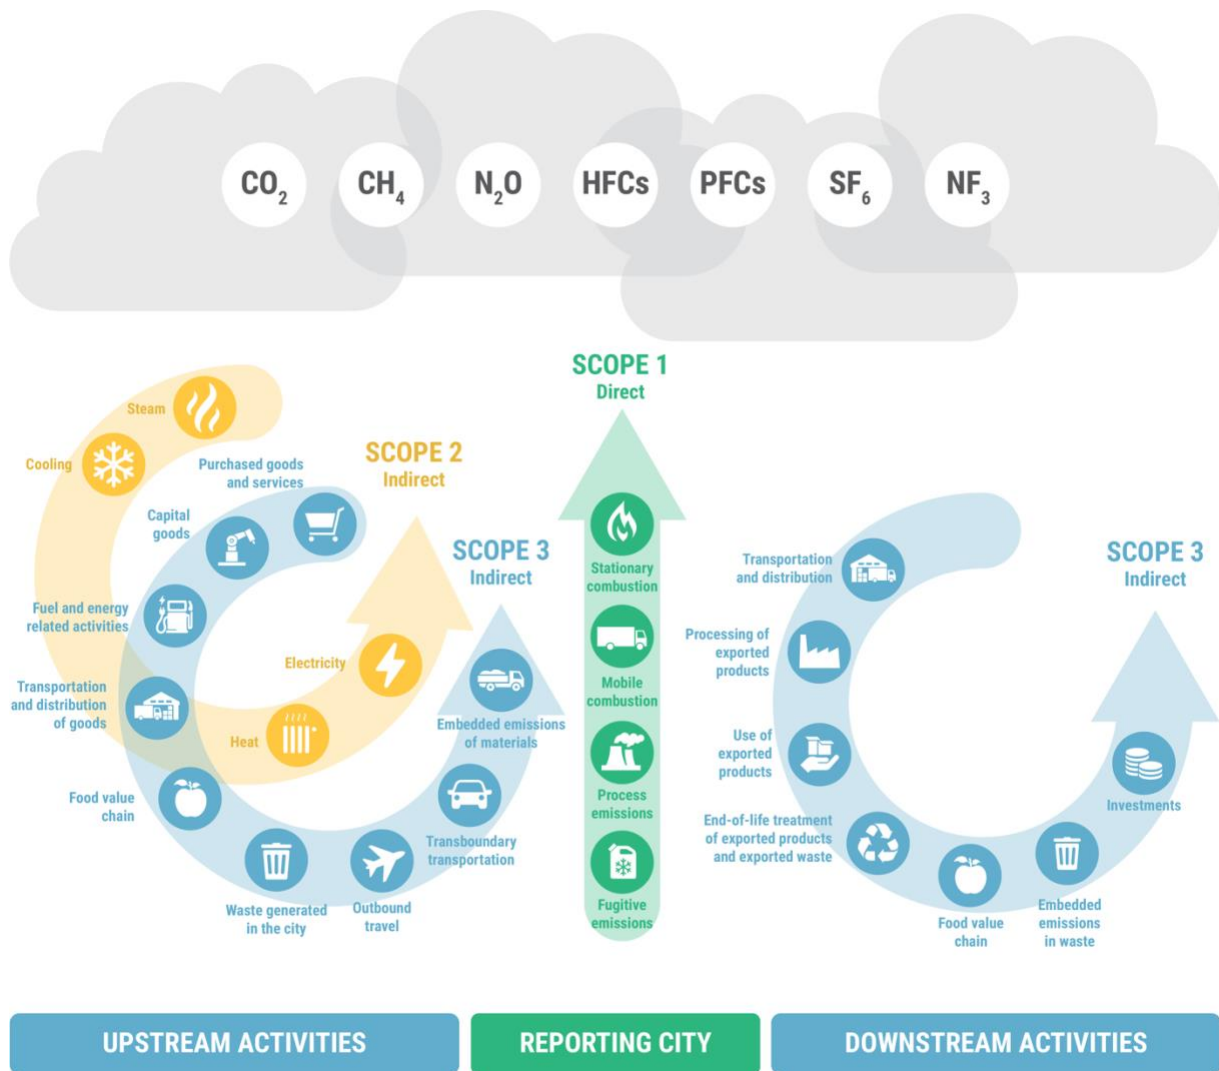 CO₂
CH₄
N₂O
HFCs
PFCs
SF₆
NF₃
SCOPE 1
Direct
Stationary
combustion
Mobile
combustion
Process
emissions
Fugitive
emissions
SCOPE 2
Indirect
Steam
Cooling
Heat
Electricity
SCOPE 3
Indirect
Purchased goods
and services
Capital
goods
Fuel and energy
related activities
Transportation
and distribution
of goods
Food value
chain
Waste generated
in the city
Outbound
travel
Transboundary
transportation
Embedded emissions
of materials
SCOPE 3
Indirect
Transportation
and distribution
Processing of
exported
products
Use of
exported
products
End-of-life treatment
of exported products
and exported waste
Food value
chain
Embedded
emissions
in waste
Investments
UPSTREAM ACTIVITIES
REPORTING CITY
DOWNSTREAM ACTIVITIES